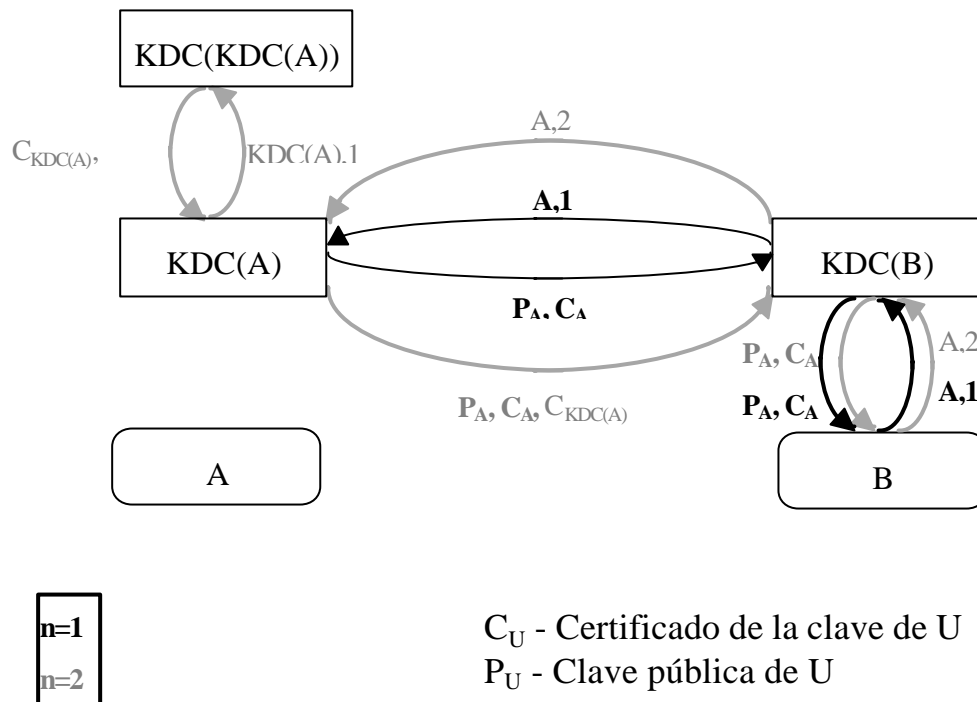 KDC(KDC(A))
C_KDC(A),
KDC(A),1
A,2
A,1
KDC(A)
KDC(B)
P_A, C_A
P_A, C_A, C_KDC(A)
P_A, C_A
A,2
P_A, C_A
A,1
A
B
n=1
n=2
C_U - Certificado de la clave de U
P_U - Clave pública de U